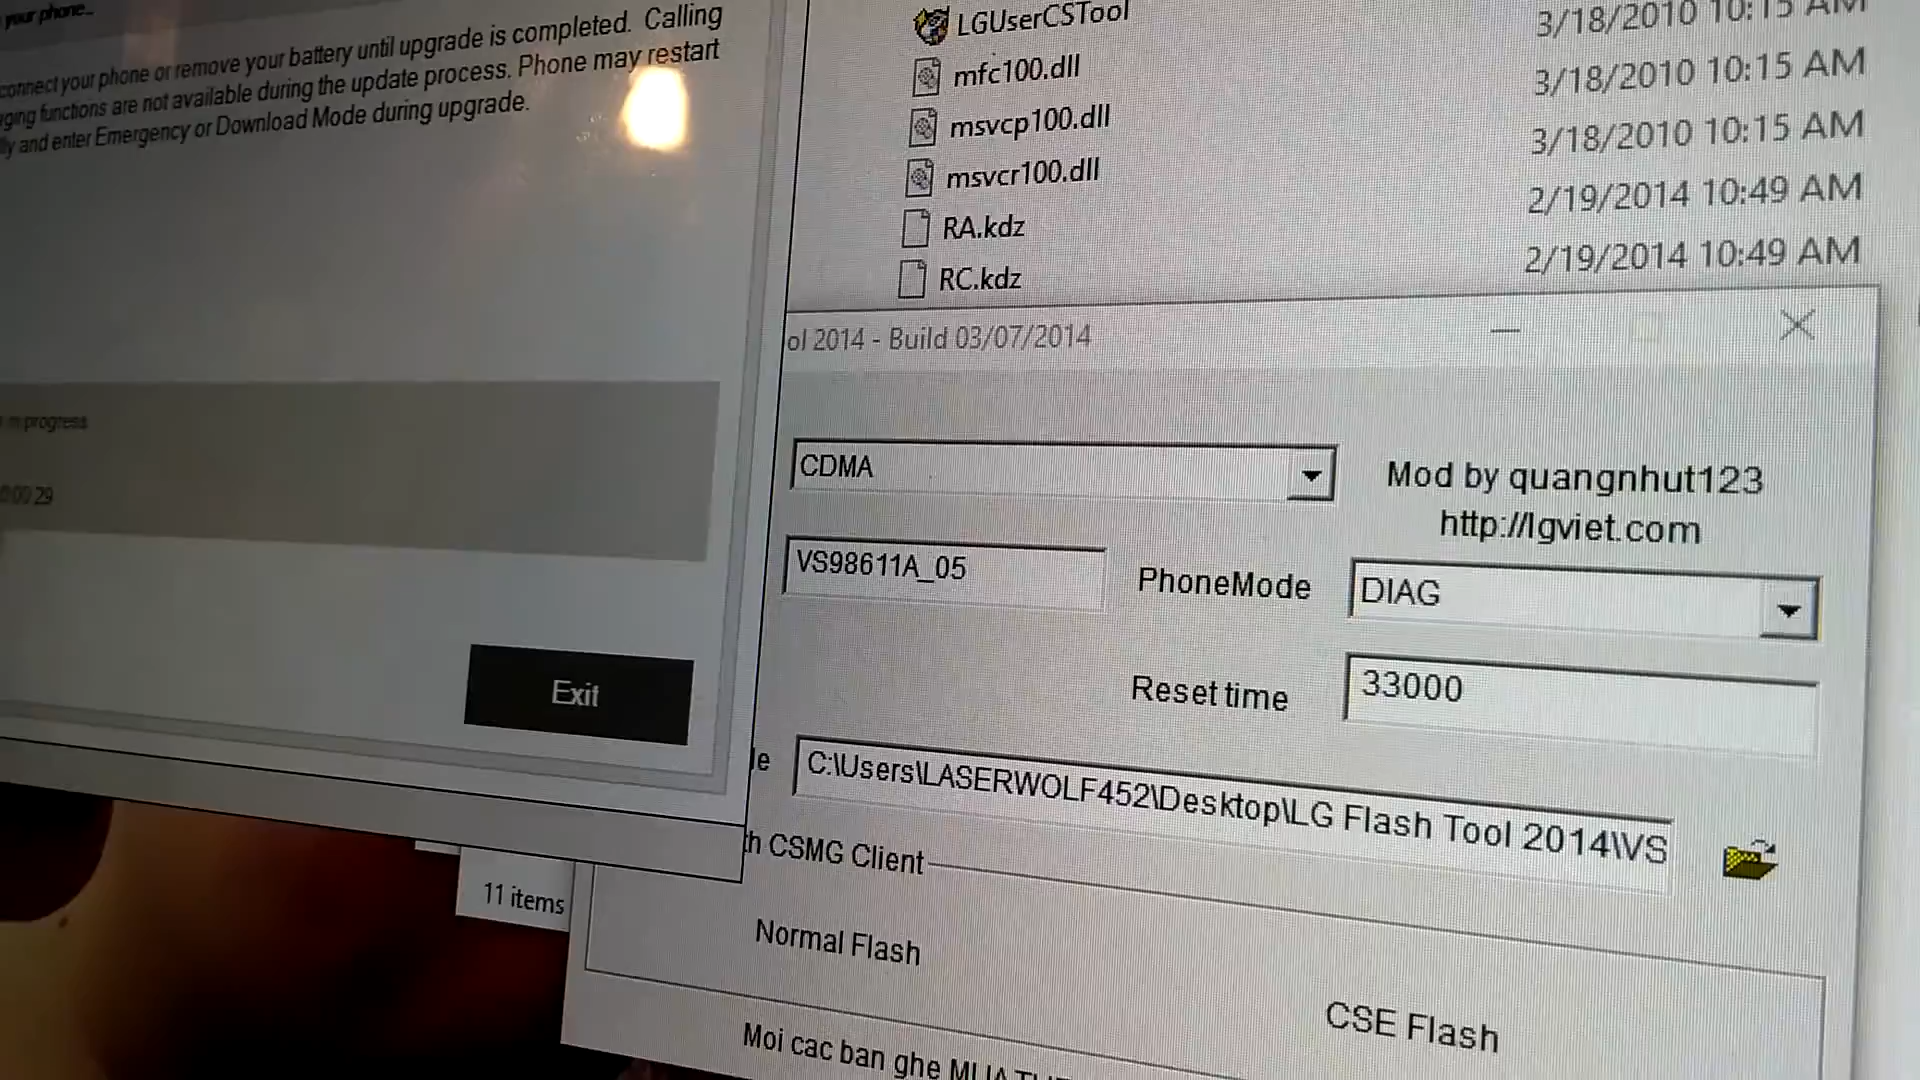 your phone...
connect your phone or remove your battery until upgrade is completed. Calling
ging functions are not available during the update process. Phone may restart
ly and enter Emergency or Download Mode during upgrade.
in progress
0:00:29
Exit
LGUserCSTool
3/18/2010 10:15 AM
mfc100.dll
3/18/2010 10:15 AM
msvcp100.dll
3/18/2010 10:15 AM
msvcr100.dll
2/19/2014 10:49 AM
RA.kdz
2/19/2014 10:49 AM
RC.kdz
ol 2014 - Build 03/07/2014
CDMA
Mod by quangnhut123
http://lgviet.com
VS98611A_05
PhoneMode
DIAG
Reset time
33000
le
C:\Users\LASERWOLF452\Desktop\LG Flash Tool 2014\VS
h CSMG Client
11 items
Normal Flash
CSE Flash
Moi cac ban ghe MUA